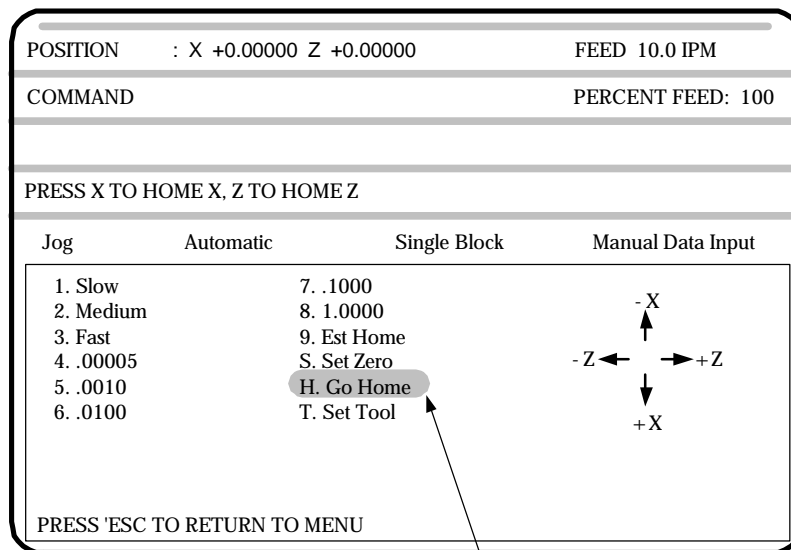 POSITION : X +0.00000 Z +0.00000 FEED 10.0 IPM
COMMAND PERCENT FEED: 100
PRESS X TO HOME X, Z TO HOME Z
Jog Automatic Single Block Manual Data Input
1. Slow 7. .1000
2. Medium 8. 1.0000
3. Fast 9. Est Home
4. .00005 S. Set Zero
5. .0010 H. Go Home
6. .0100 T. Set Tool
- X
- Z + Z
+ X
PRESS 'ESC TO RETURN TO MENU